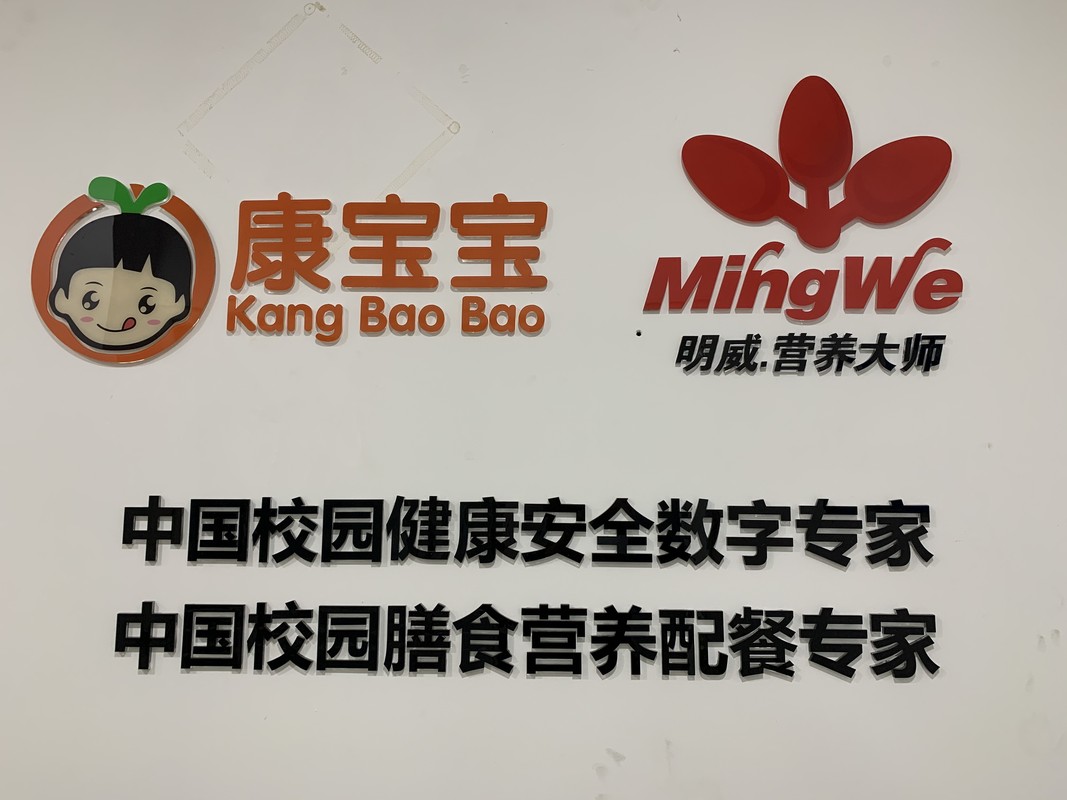 康宝宝
Kang Bao Bao
MingWe
明威.营养大师
中国校园健康安全数字专家
中国校园膳食营养配餐专家